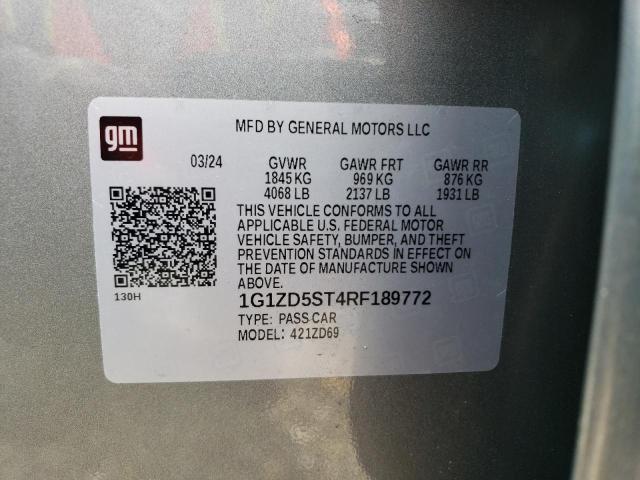 gm
MFD BY GENERAL MOTORS LLC
03/24 GVWR GAWR FRT GAWR RR
1845 KG 969 KG 876 KG
4068 LB 2137 LB 1931 LB
THIS VEHICLE CONFORMS TO ALL
APPLICABLE U.S. FEDERAL MOTOR
VEHICLE SAFETY, BUMPER, AND THEFT
PREVENTION STANDARDS IN EFFECT ON
THE DATE OF MANUFACTURE SHOWN
ABOVE.
130H
1G1ZD5ST4RF189772
TYPE: PASS CAR
MODEL: 421ZD69